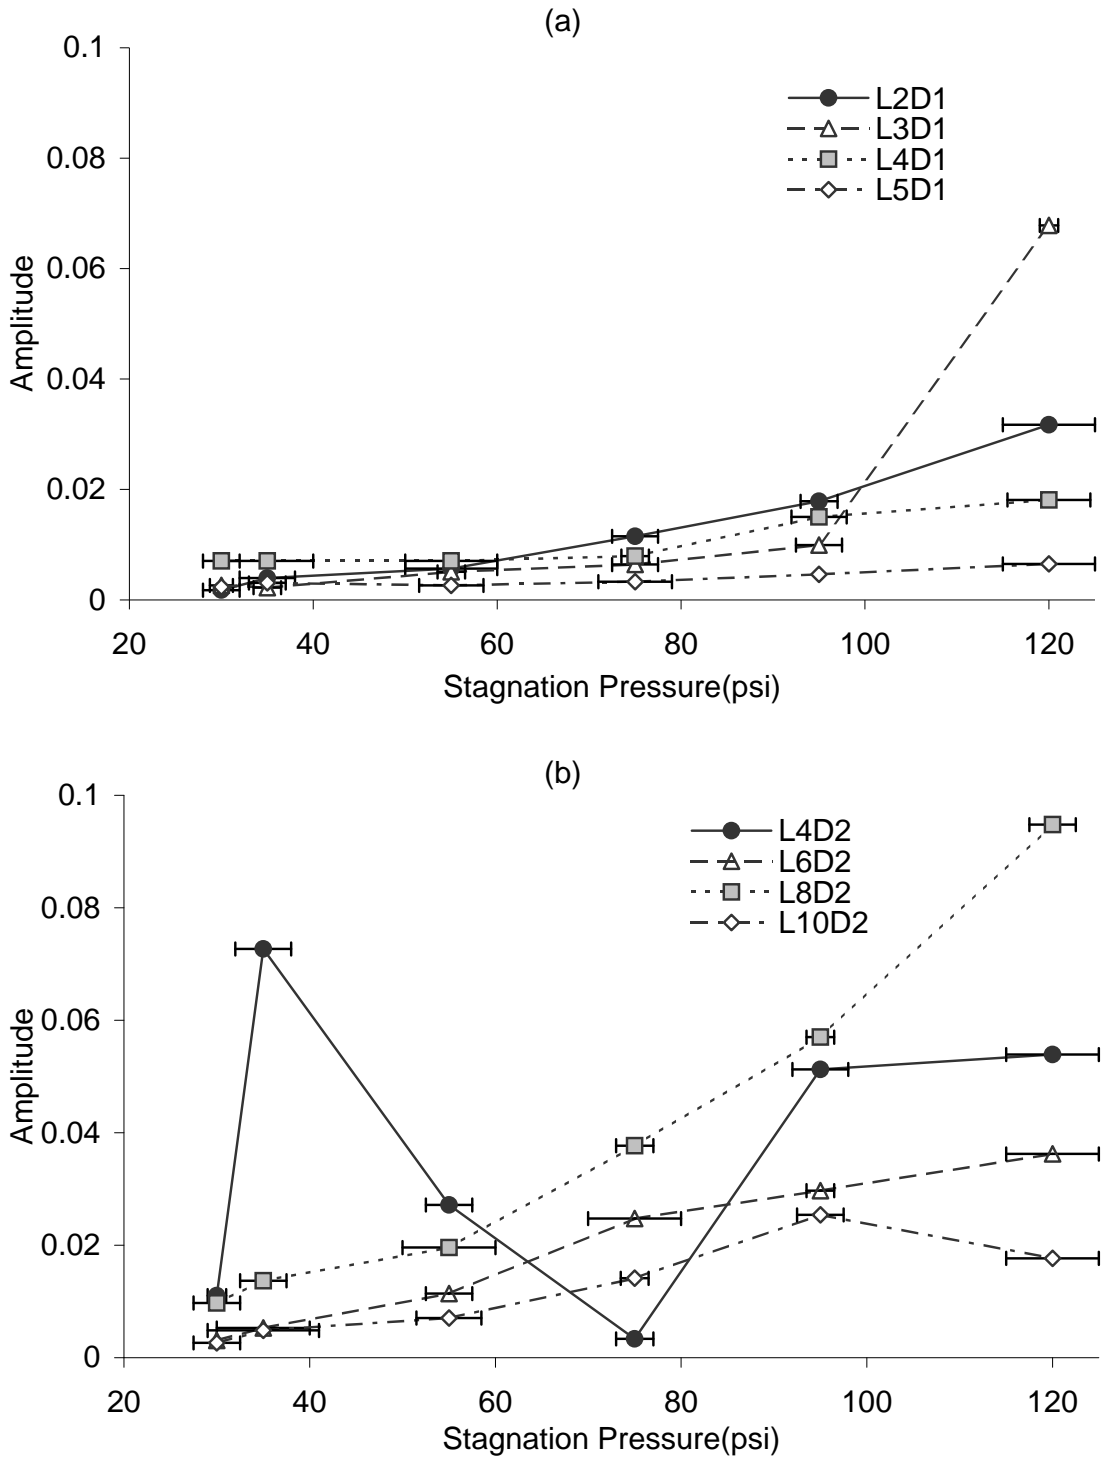 (a)
0.1
0.08
0.06
0.04
0.02
0
Amplitude
L2D1
L3D1
L4D1
L5D1
20 40 60 80 100 120
Stagnation Pressure(psi)
(b)
0.1
0.08
0.06
0.04
0.02
0
Amplitude
L4D2
L6D2
L8D2
L10D2
20 40 60 80 100 120
Stagnation Pressure(psi)